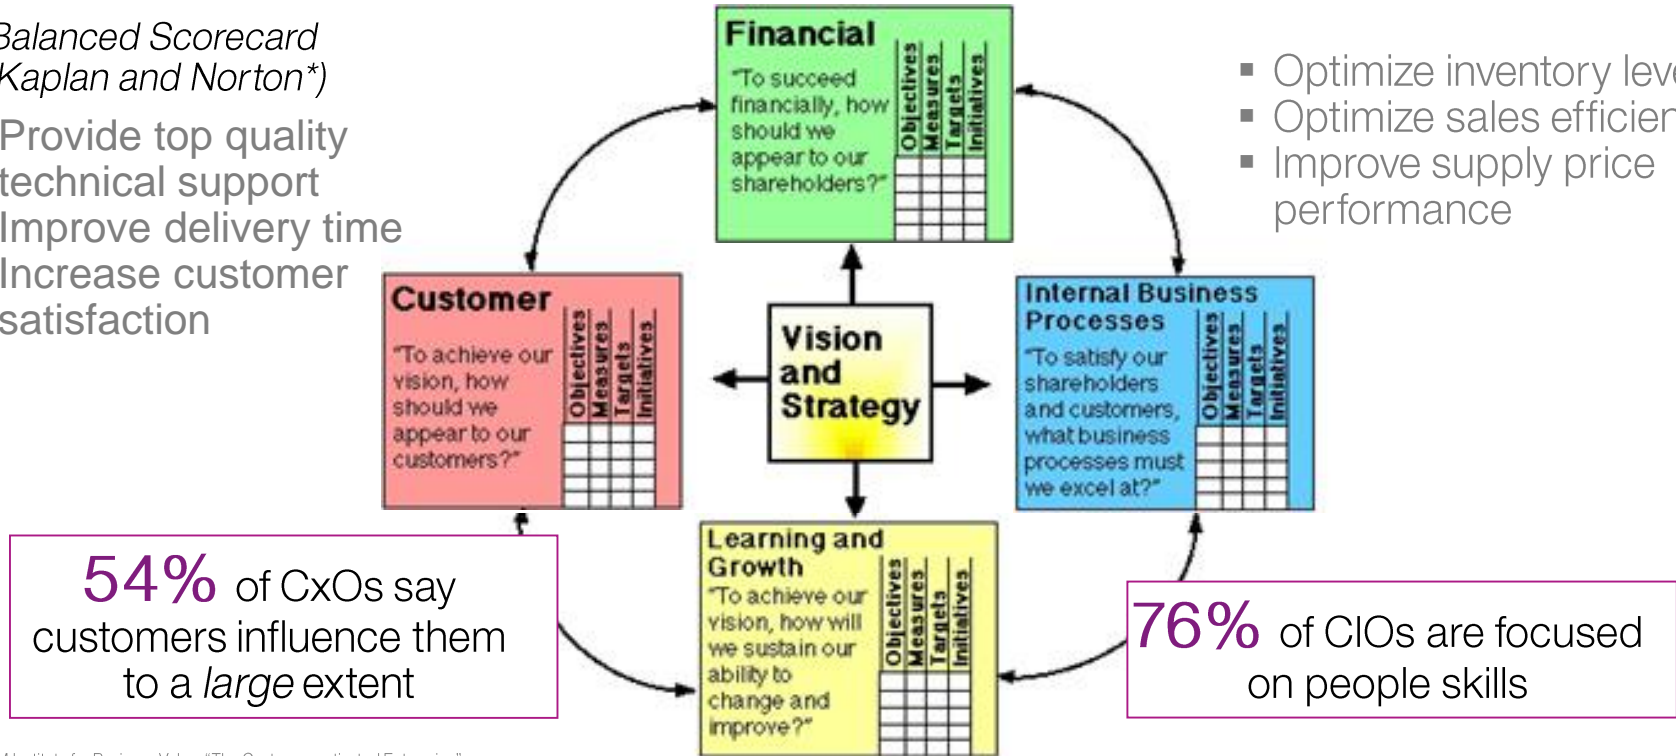 Balanced Scorecard
Kaplan and Norton*)
Provide top quality
technical support
Improve delivery time
Increase customer
satisfaction
Financial
"To succeed
financially, how
should we
appear to our
shareholders?"
Objectives
Measures
Targets
Initiatives
▪ Optimize inventory
▪ Optimize sales
▪ Improve supply price
performance
Customer
"To achieve our
vision, how
should we
appear to our
customers?"
Objectives
Measures
Targets
Initiatives
Vision
and
Strategy
Internal Business
Processes
"To satisfy our
shareholders
and customers,
what business
processes must
we excel at?"
Objectives
Measures
Targets
Initiatives
Learning and
Growth
"To achieve our
vision, how will
we sustain our
ability to
change and
improve?"
Objectives
Measures
Targets
Initiatives
54% of CxOs say
customers influence them
to a large extent
76% of CIOs are focused
on people skills